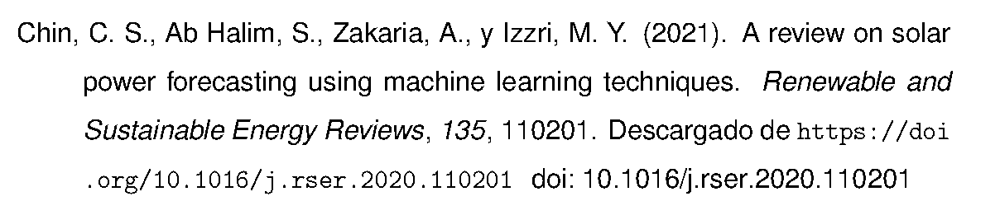 Chin, C. S., Ab Halim, S., Zakaria, A., y Izzri, M. Y. (2021). A review on solar
power forecasting using machine learning techniques. Renewable and
Sustainable Energy Reviews, 135, 110201. Descargado de https://doi
.org/10.1016/j.rser.2020.110201 doi: 10.1016/j.rser.2020.110201